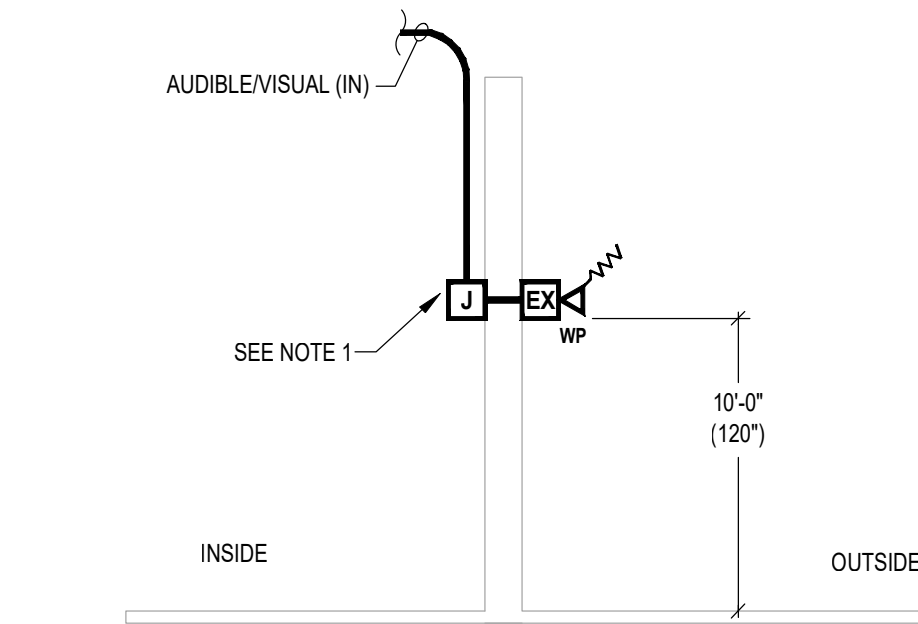 AUDIBLE/VISUAL (IN)
J
EX
WP
SEE NOTE 1
10'-0"
(120")
INSIDE
OUTSIDE